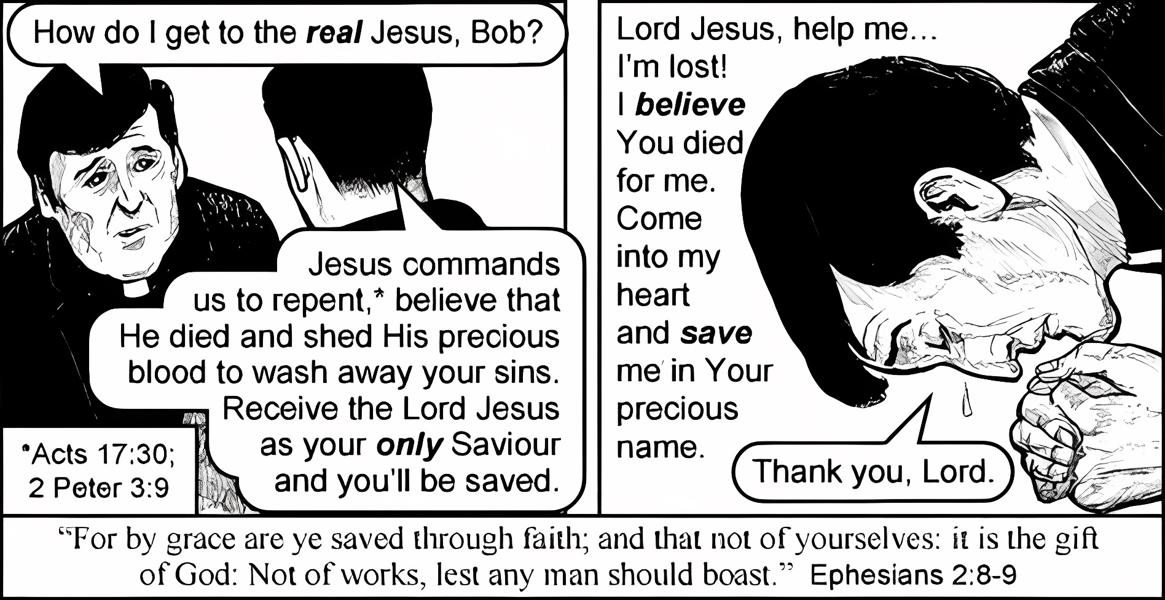 How do I get to the real Jesus, Bob?
Jesus commands
us to repent,* believe that
He died and shed His precious
blood to wash away your sins.
Receive the Lord Jesus
as your only Saviour
and you'll be saved.
*Acts 17:30;
2 Peter 3:9
Lord Jesus, help me...
I'm lost!
I believe
You died
for me.
Come
into my
heart
and save
me in Your
precious
name.
Thank you, Lord.
“For by grace are ye saved through faith; and that not of yourselves: it is the gift
of God: Not of works, lest any man should boast.” Ephesians 2:8-9